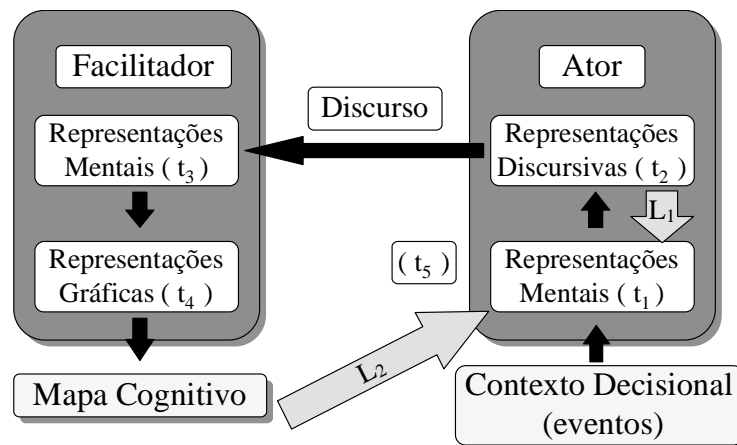 Facilitador
Ator
Discurso
Representações
Mentais ( t₃ )
Representações
Discursivas ( t₂ )
L₁
Representações
Gráficas ( t₄ )
( t₅ )
Representações
Mentais ( t₁ )
L₂
Mapa Cognitivo
Contexto Decisional
(eventos)